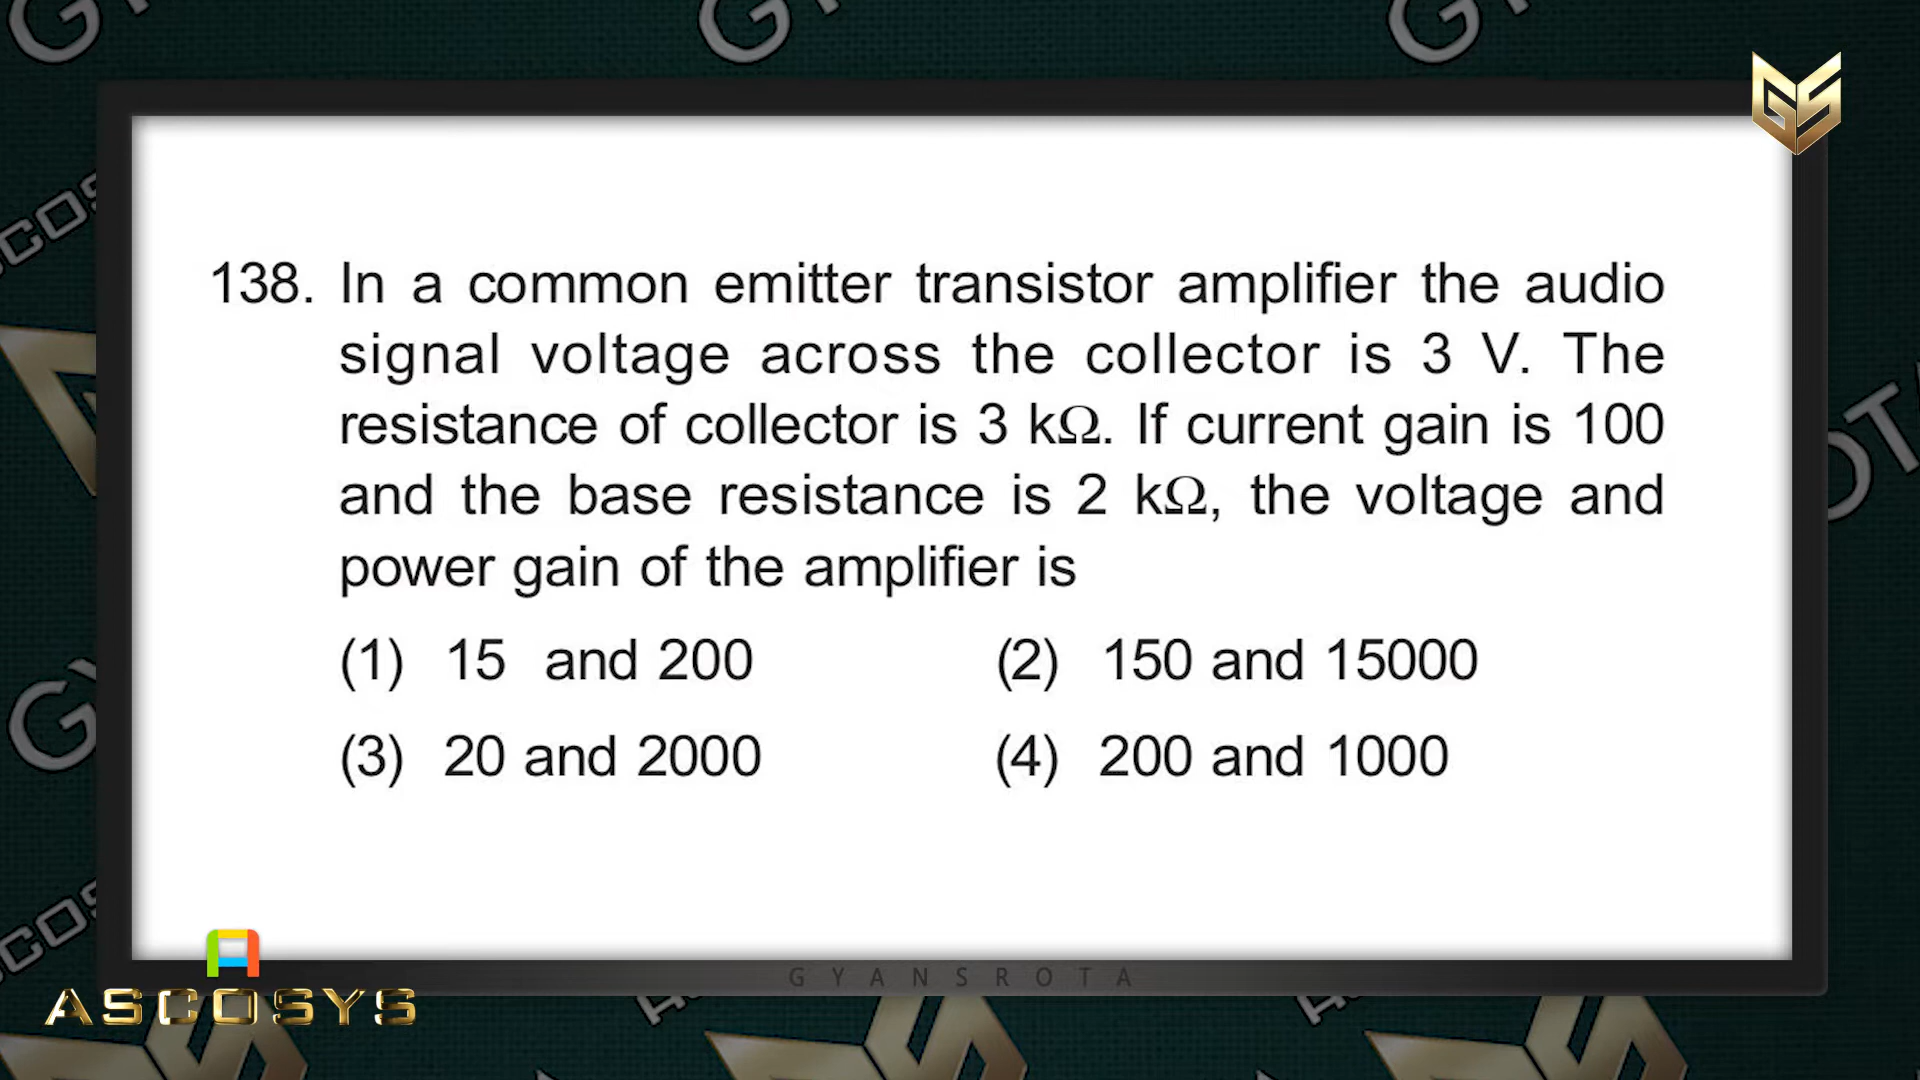 GS
138. In a common emitter transistor amplifier the audio
signal voltage across the collector is 3 V. The
resistance of collector is 3 kΩ. If current gain is 100
and the base resistance is 2 kΩ, the voltage and
power gain of the amplifier is
(1) 15 and 200 (2) 150 and 15000
(3) 20 and 2000 (4) 200 and 1000
GYANSROTA
ASCOSYS